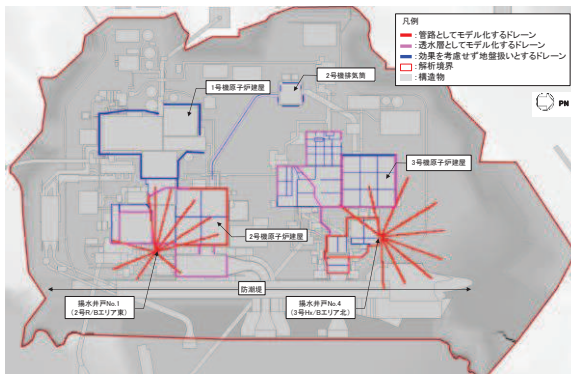 凡例
:管路としてモデル化するドレーン
:透水層としてモデル化するドレーン
:効果を考慮せず地盤扱いとするドレーン
:解析境界
:構造物
PN
2号機排気筒
1号機原子炉建屋
3号機原子炉建屋
2号機原子炉建屋
防潮堤
揚水井戸No.1
(2号R/Bエリア東)
揚水井戸No.4
(3号Hx/Bエリア北)